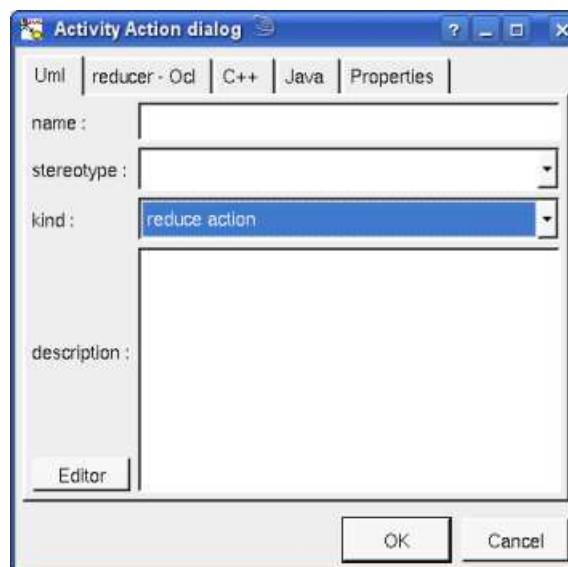 Activity Action dialog
Uml reducer - Ocl C++ Java Properties
name :
stereotype :
kind : reduce action
description :
Editor
OK Cancel